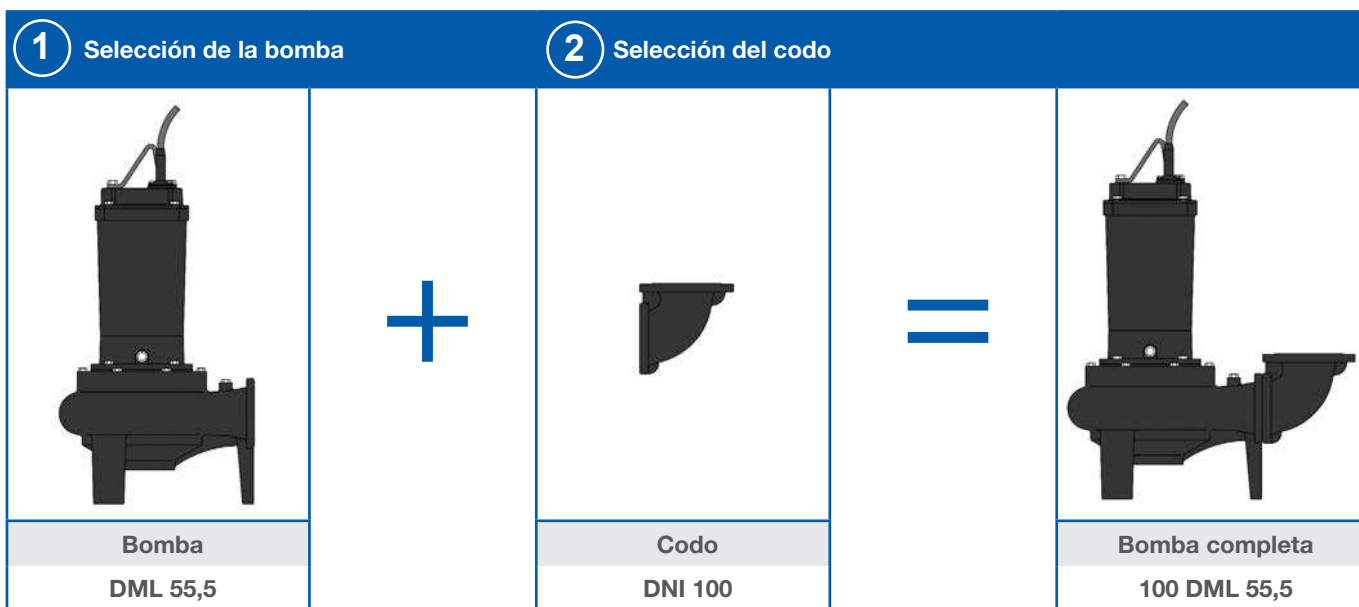 1 Selección de la bomba
2 Selección del codo
+
=
Bomba
Codo
Bomba completa
DML 55,5
DNI 100
100 DML 55,5